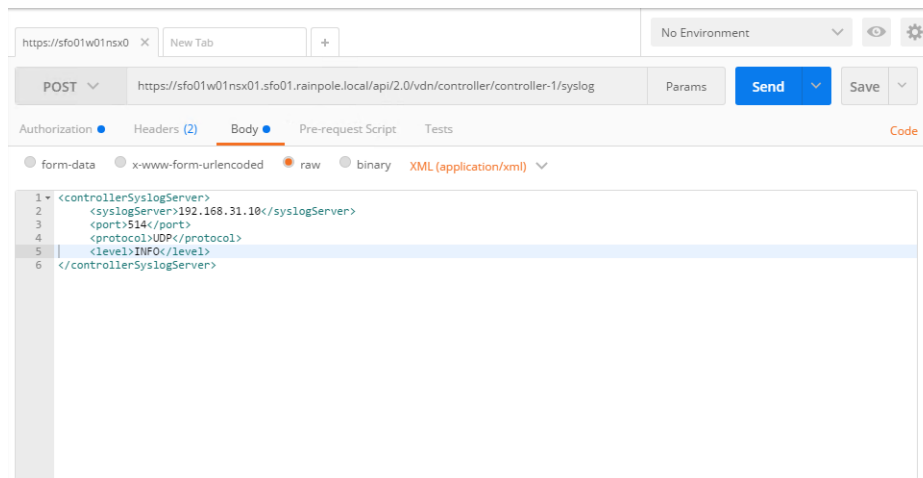 https://sfo01w01nsx0 × New Tab + No Environment
POST https://sfo01w01nsx01.sfo01.rainpole.local/api/2.0/vdn/controller/controller-1/syslog Params Send Save
Authorization Headers (2) Body Pre-request Script Tests Code
form-data x-www-form-urlencoded raw binary XML (application/xml)
1 <controllerSyslogServer>
2 <syslogServer>192.168.31.10</syslogServer>
3 <port>514</port>
4 <protocol>UDP</protocol>
5 <level>INFO</level>
6 </controllerSyslogServer>